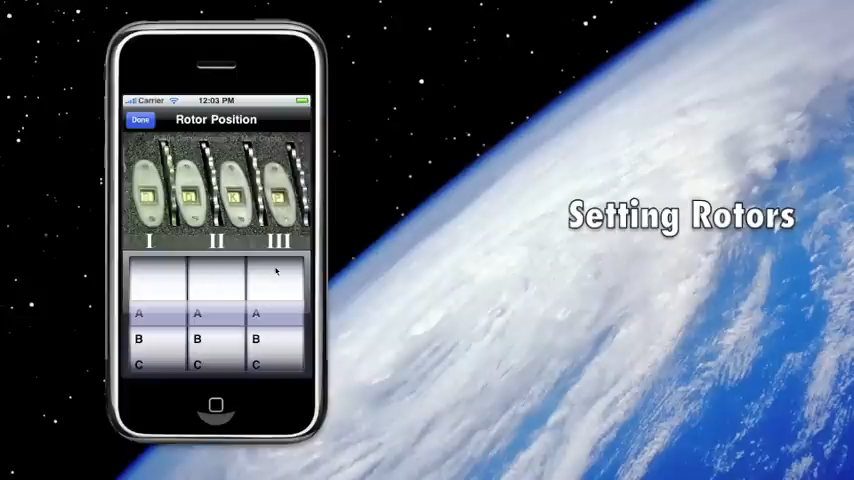 Carrier
12:03 PM
Done
Rotor Position
K
P
I
II
III
A
A
A
B
B
B
C
C
C
Setting Rotors